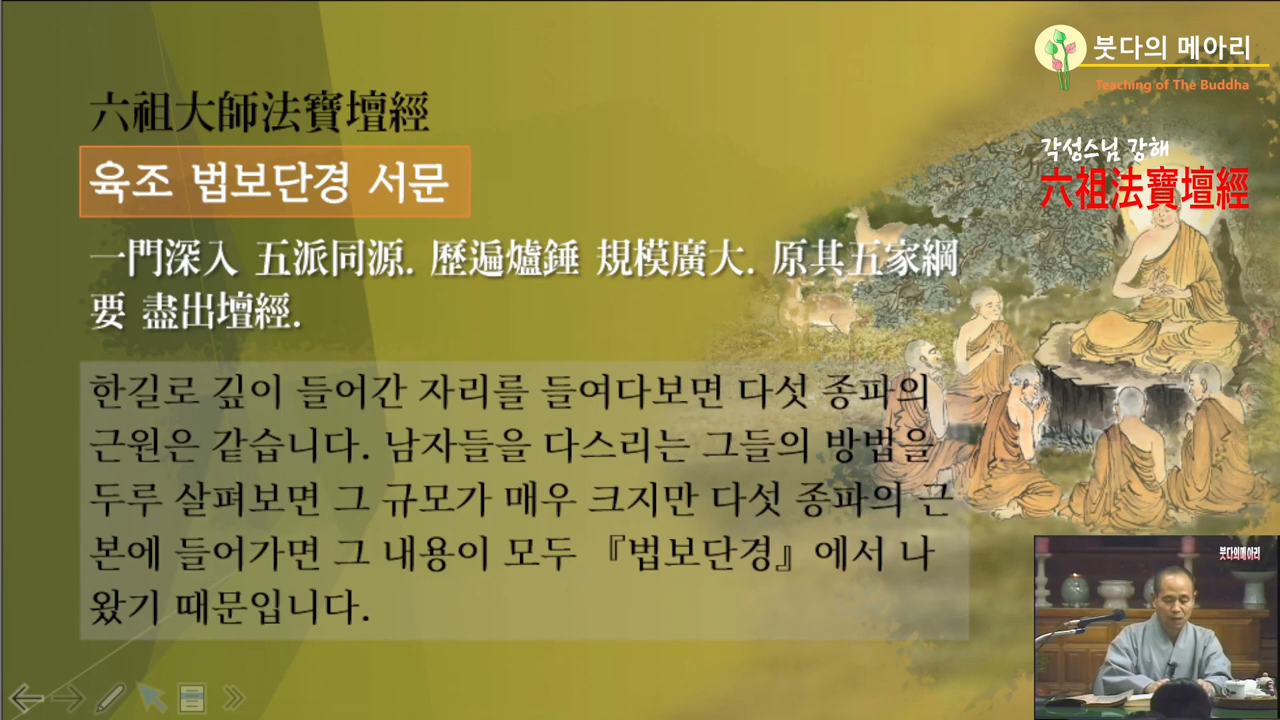 붓다의 메아리
Teaching of The Buddha
각성스님 강해
六祖法寶壇經
六祖大師法寶壇經
육조 법보단경 서문
一門深入 五派同源. 歷遍爐錘 規模廣大. 原其五家綱
要 盡出壇經.
한길로 깊이 들어간 자리를 들여다보면 다섯 종파의
근원은 같습니다. 남자들을 다스리는 그들의 방법을
두루 살펴보면 그 규모가 매우 크지만 다섯 종파의 근
본에 들어가면 그 내용이 모두 『법보단경』에서 나
왔기 때문입니다.
붓다의메아리